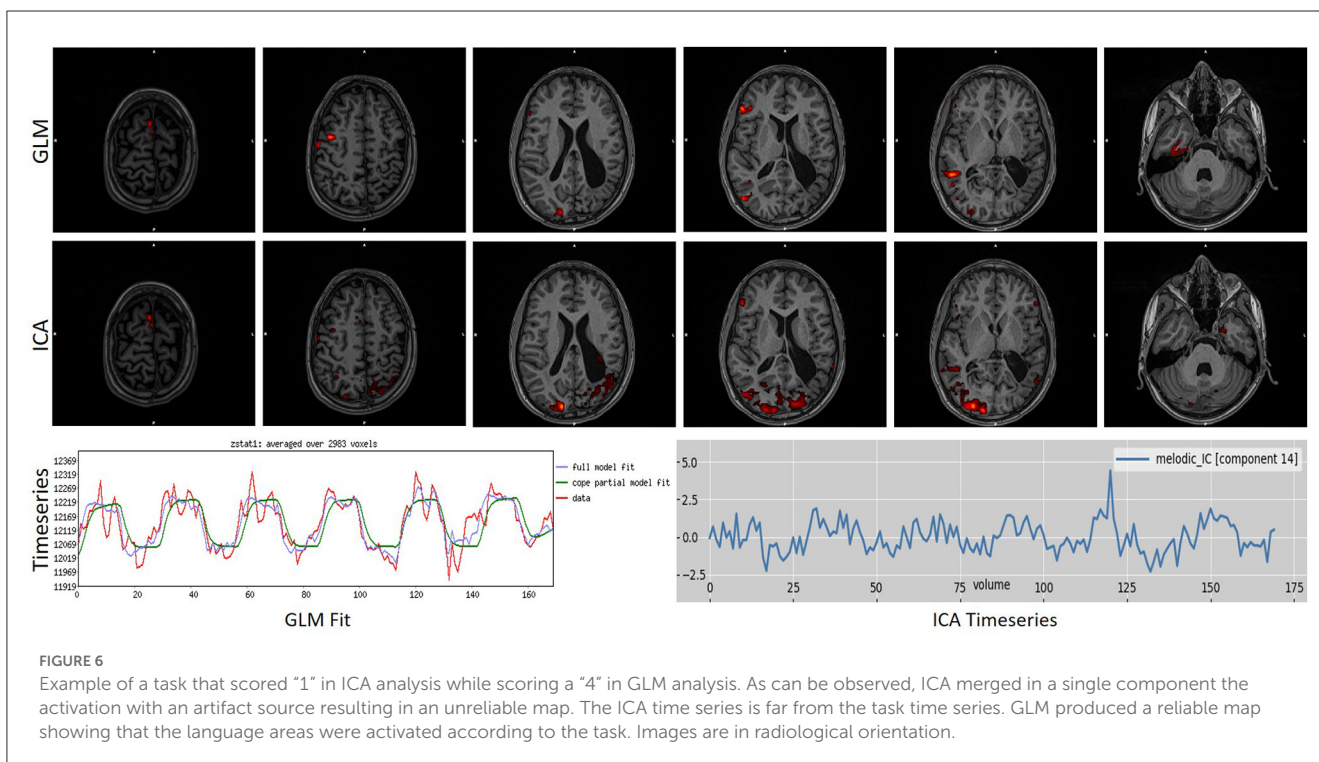 GLM
ICA
zstat1: averaged over 2983 voxels
12369
12319
12269
12219
12169
12119
12069
12019
11969
11919
0 20 40 60 80 100 120 140 160
full model fit
cope partial model fit
data
Timeseries
GLM Fit
5.0
2.5
0.0
−2.5
0 25 50 75 100 125 150 175
volume
melodic_IC [component 14]
ICA Timeseries
FIGURE 6
Example of a task that scored “1” in ICA analysis while scoring a “4” in GLM analysis. As can be observed, ICA merged in a single component the
activation with an artifact source resulting in an unreliable map. The ICA time series is far from the task time series. GLM produced a reliable map
showing that the language areas were activated according to the task. Images are in radiological orientation.